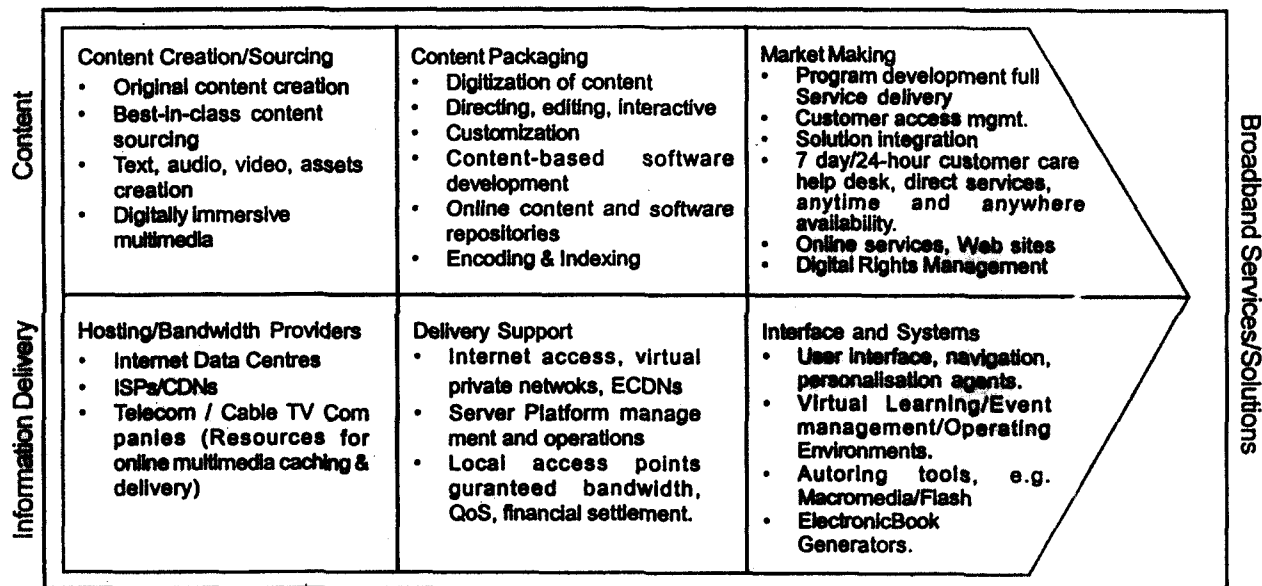 Content
Content Creation/Sourcing
• Original content creation
• Best-in-class content
sourcing
• Text, audio, video, assets
creation
• Digitally immersive
multimedia
Content Packaging
• Digitization of content
• Directing, editing, interactive
• Customization
• Content-based software
development
• Online content and software
repositories
• Encoding & Indexing
Market Making
• Program development full
Service delivery
• Customer access mgmt.
• Solution integration
• 7 day/24-hour customer care
help desk, direct services,
anytime and anywhere
availability.
• Online services, Web sites
• Digital Rights Management
Information Delivery
Hosting/Bandwidth Providers
• Internet Data Centres
• ISPs/CDNs
• Telecom / Cable TV Com
panies (Resources for
online multimedia caching &
delivery)
Delivery Support
• Internet access, virtual
private netwoks, ECDNs
• Server Platform manage
ment and operations
• Local access points
guranteed bandwidth,
QoS, financial settlement.
Interface and Systems
• User interface, navigation,
personalisation agents.
• Virtual Learning/Event
management/Operating
Environments.
• Autoring tools, e.g.
Macromedia/Flash
• ElectronicBook
Generators.
Broadband Services/Solutions